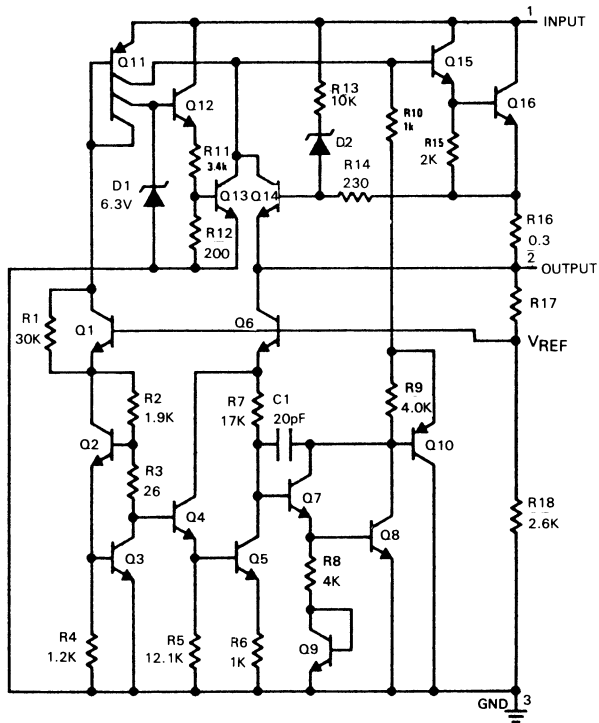 1
INPUT
Q11
Q15
Q12
R13
10K
R10
1k
Q16
D2
R15
2K
R11
3.4k
R14
230
D1
6.3V
Q13
Q14
R12
200
R16
0.3
2
OUTPUT
R17
R1
30K
Q1
Q6
VREF
R2
1.9K
R7
17K
C1
20pF
R9
4.0K
Q10
Q2
R3
26
Q4
Q7
R18
2.6K
Q3
Q5
Q8
R8
4K
R4
1.2K
R5
12.1K
R6
1K
Q9
GND
3